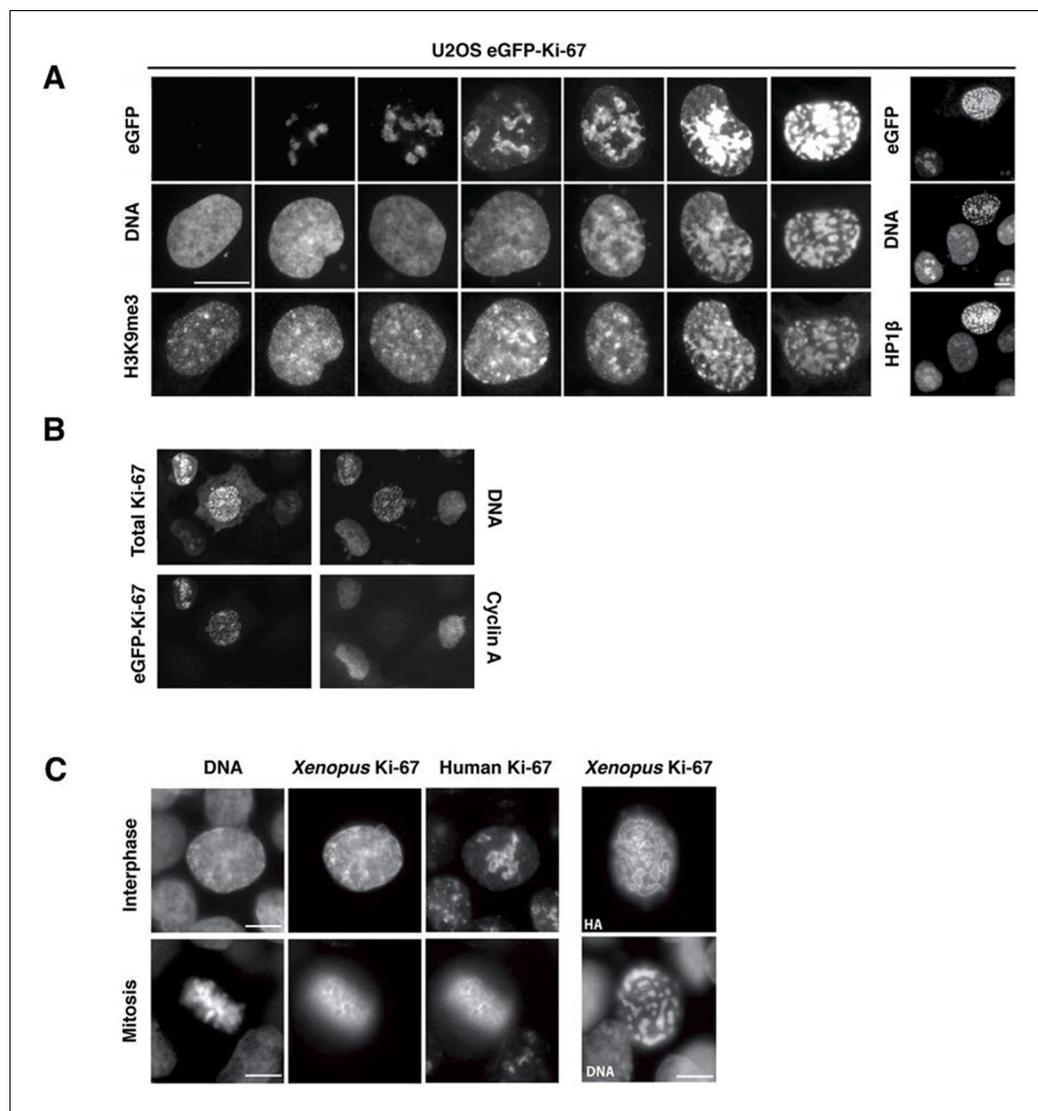 U2OS eGFP-Ki-67
A
eGFP
DNA
H3K9me3
eGFP
DNA
HP1β
B
Total Ki-67
DNA
eGFP-Ki-67
Cyclin A
C
DNA
Xenopus Ki-67
Human Ki-67
Xenopus Ki-67
Interphase
HA
Mitosis
DNA